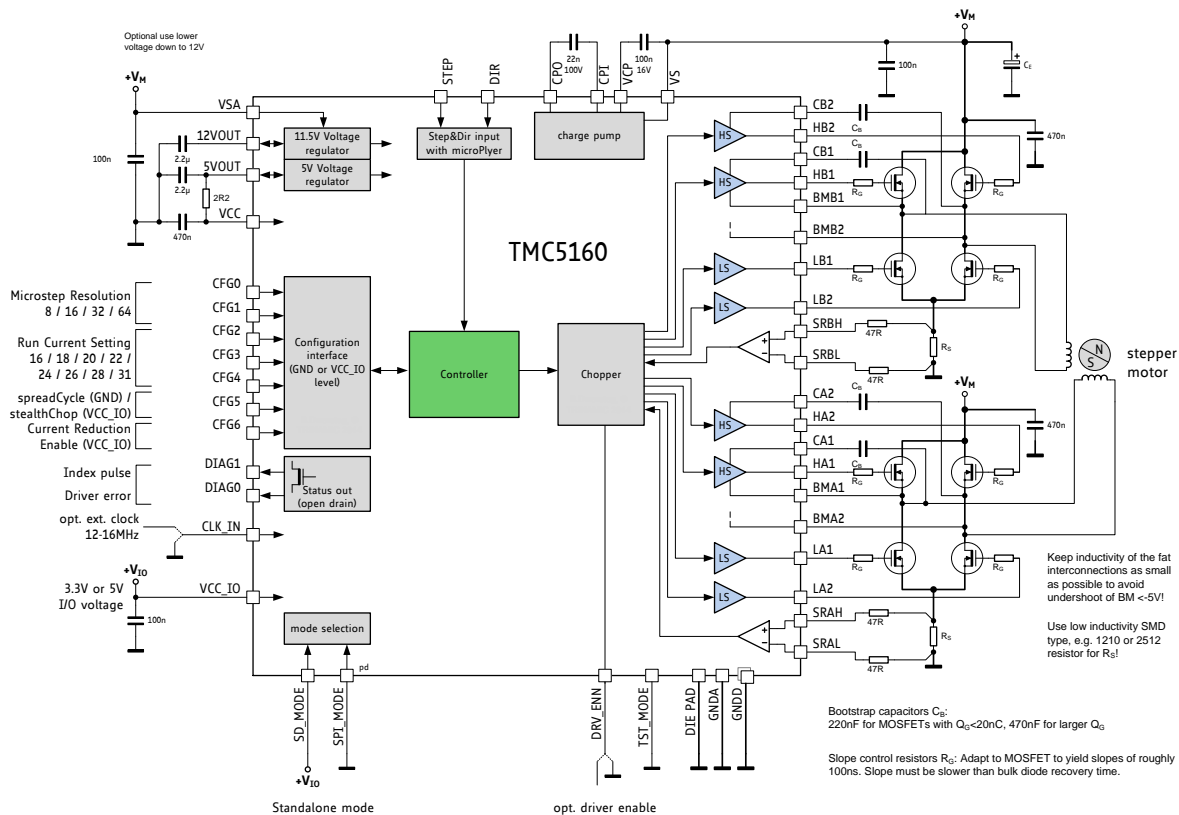 Optional use lower
voltage down to 12V
+VM
VSA
12VOUT
2.2µ
5VOUT
2.2µ
2R2
VCC
470n
100n
11.5V Voltage
regulator
5V Voltage
regulator
STEP
DIR
Step&Dir input
with microPlyer
CPO
22n
100V
CPI
VCP
100n
16V
VS
charge pump
+VM
100n
CE
470n
TMC5160
HS
HS
LS
LS
CB2
CB
HB2
CB1
CB
HB1
RG
RG
BMB1
BMB2
LB1
RG
RG
LB2
SRBH
47R
RS
SRBL
47R
+
−
N
S
stepper
motor
Microstep Resolution
8 / 16 / 32 / 64
Run Current Setting
16 / 18 / 20 / 22 /
24 / 26 / 28 / 31
spreadCycle (GND) /
stealthChop (VCC_IO)
Current Reduction
Enable (VCC_IO)
CFG0
CFG1
CFG2
CFG3
CFG4
CFG5
CFG6
Configuration
interface
(GND or VCC_IO
level)
Controller
Chopper
Index pulse
Driver error
DIAG1
DIAG0
Status out
(open drain)
opt. ext. clock
12-16MHz
CLK_IN
+VIO
3.3V or 5V
I/O voltage
VCC_IO
100n
mode selection
pd
SD_MODE
SPI_MODE
+VIO
Standalone mode
DRV_ENN
opt. driver enable
TST_MODE
DIE PAD
GNDA
GNDD
HS
HS
LS
LS
+VM
470n
CA2
CB
HA2
CA1
CB
HA1
RG
BMA1
BMA2
LA1
RG
RG
LA2
SRAH
47R
RS
SRAL
47R
+
−
Keep inductivity of the fat
interconnections as small
as possible to avoid
undershoot of BM <-5V!
Use low inductivity SMD
type, e.g. 1210 or 2512
resistor for RS!
Bootstrap capacitors CB:
220nF for MOSFETs with QG<20nC, 470nF for larger QG
Slope control resistors RG: Adapt to MOSFET to yield slopes of roughly
100ns. Slope must be slower than bulk diode recovery time.